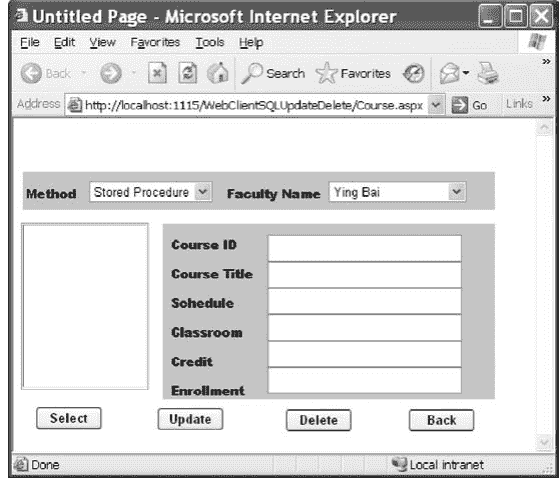 Untitled Page - Microsoft Internet Explorer
File Edit View Favorites Tools Help
Back Search Favorites »
Address http://localhost:1115/WebClientSQLUpdateDelete/Course.aspx Go Links »
Method Stored Procedure Faculty Name Ying Bai
Course ID
Course Title
Schedule
Classroom
Credit
Enrollment
Select Update Delete Back
Done Local intranet